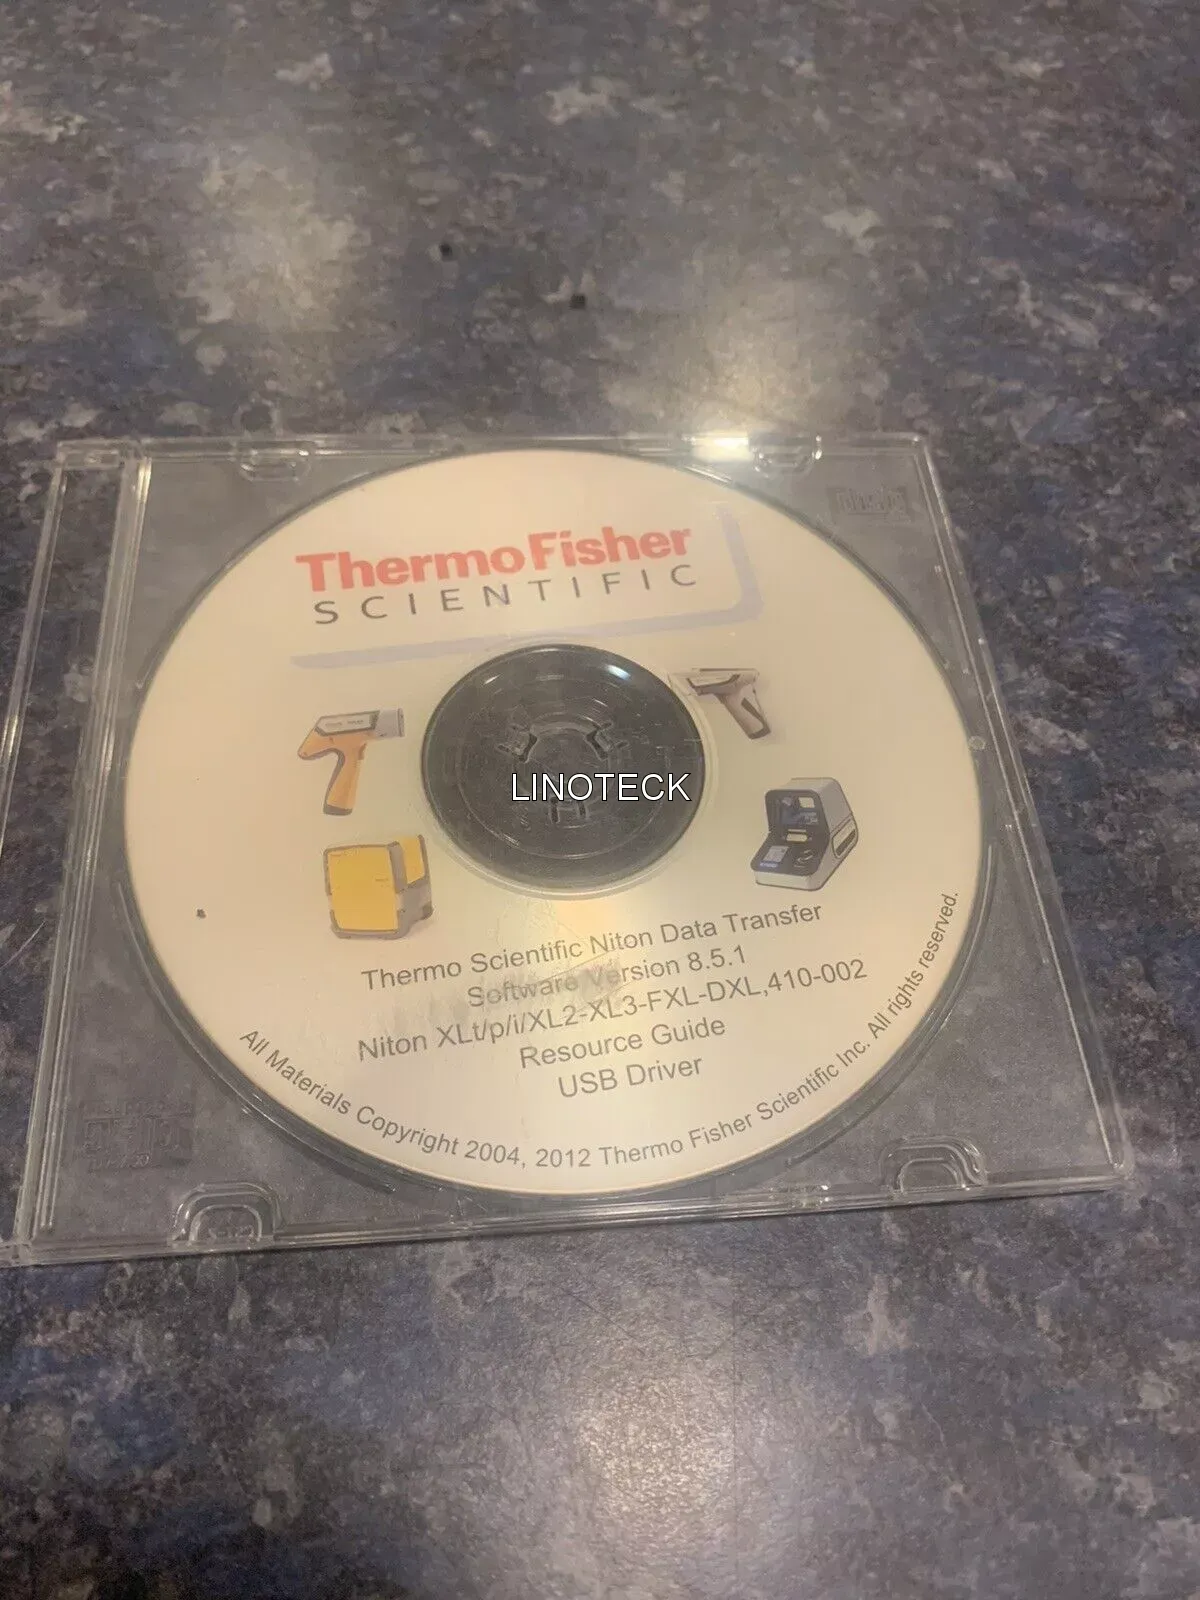 ThermoFisher
SCIENTIFIC
LINOTECK
Thermo Scientific Niton Data Transfer
Software Version 8.5.1
Niton XLt/p/i/XL2-XL3-FXL-DXL,410-002
Resource Guide
USB Driver
All Materials Copyright 2004, 2012 Thermo Fisher Scientific Inc. All rights reserved.